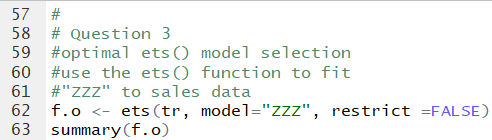 57 #
58 # Question 3
59 #optimal ets() model selection
60 #use the ets() function to fit
61 #"ZZZ" to sales data
62 f.o <- ets(tr, model="ZZZ", restrict =FALSE)
63 summary(f.o)